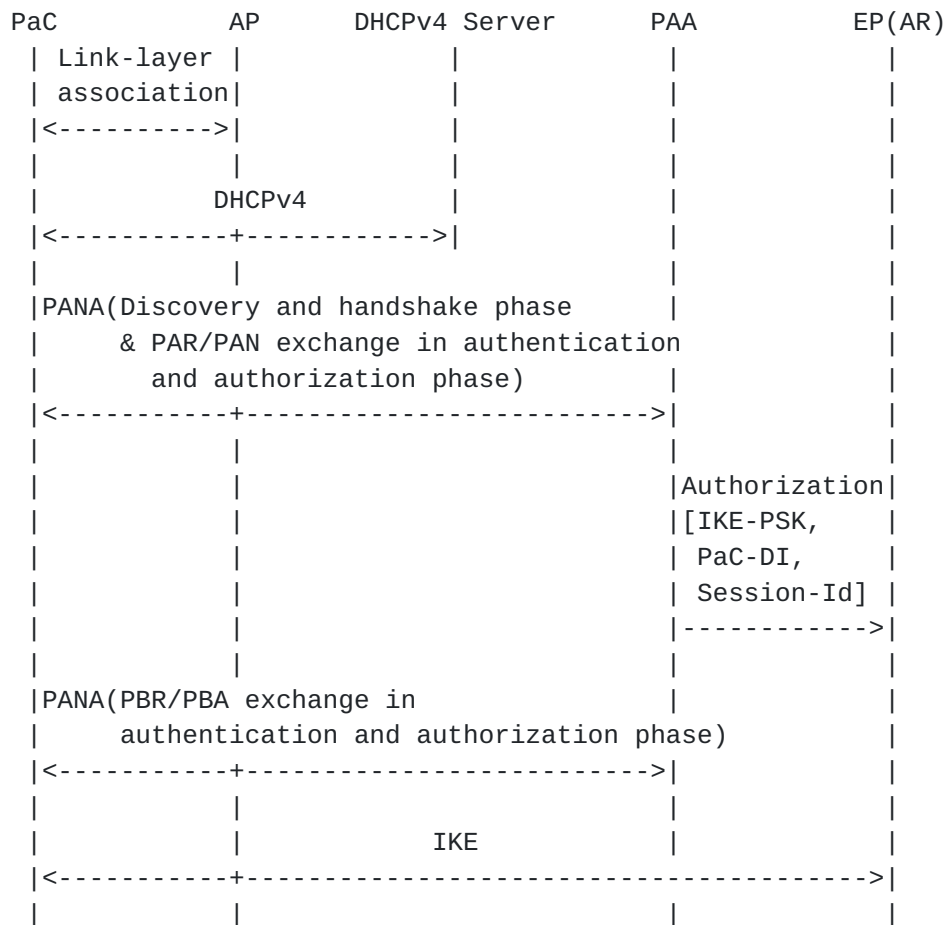 PaC             AP      DHCPv4 Server      PAA          EP(AR)
 | Link-layer |             |             |             |
 | association|             |             |             |
 |<---------->|             |             |             |
 |            |             |             |             |
 |           DHCPv4         |             |             |
 |<-----------+------------>|             |             |
 |            |                           |             |
 |PANA(Discovery and handshake phase      |             |
 |     & PAR/PAN exchange in authentication             |
 |       and authorization phase)         |             |
 |<-----------+-------------------------->|             |
 |            |                           |             |
 |            |                           |Authorization|
 |            |                           |[IKE-PSK,    |
 |            |                           | PaC-DI,     |
 |            |                           | Session-Id] |
 |            |                           |------------>|
 |            |                           |             |
 |PANA(PBR/PBA exchange in                |             |
 |     authentication and authorization phase)          |
 |<-----------+-------------------------->|             |
 |            |                           |             |
 |            |            IKE            |             |
 |<-----------+---------------------------------------->|
 |            |                           |             |